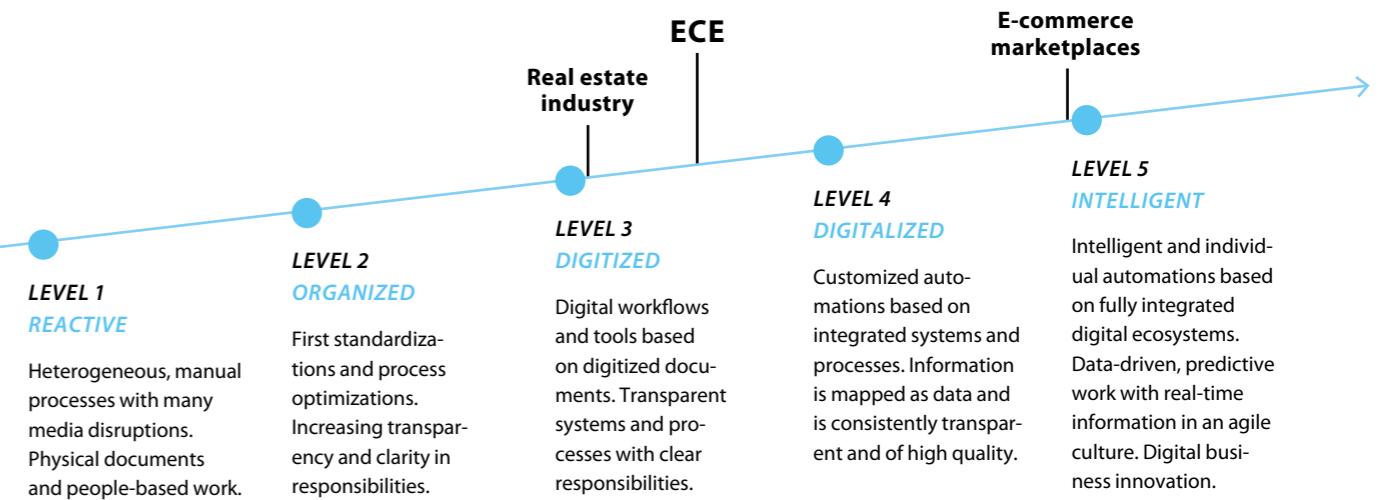 ECE
E-commerce
marketplaces
Real estate
industry
LEVEL 1
REACTIVE
Heterogeneous, manual
processes with many
media disruptions.
Physical documents
and people-based work.
LEVEL 2
ORGANIZED
First standardiza-
tions and process
optimizations.
Increasing transpar-
ency and clarity in
responsibilities.
LEVEL 3
DIGITIZED
Digital workflows
and tools based
on digitized docu-
ments. Transparent
systems and pro-
cesses with clear
responsibilities.
LEVEL 4
DIGITALIZED
Customized auto-
mations based on
integrated systems and
processes. Information
is mapped as data and
is consistently transpar-
ent and of high quality.
LEVEL 5
INTELLIGENT
Intelligent and individ-
ual automations based
on fully integrated
digital ecosystems.
Data-driven, predictive
work with real-time
information in an agile
culture. Digital busi-
ness innovation.